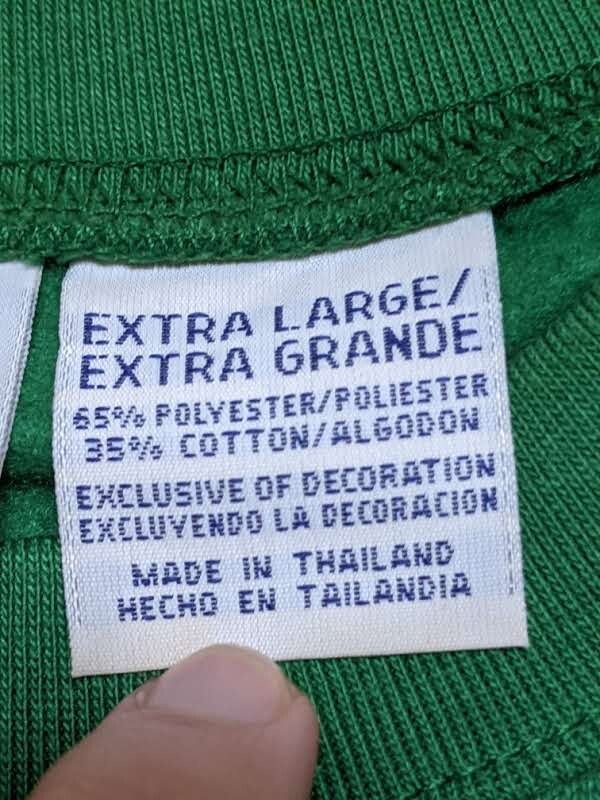 EXTRA LARGE/
EXTRA GRANDE
65% POLYESTER/POLIESTER
35% COTTON/ALGODON
EXCLUSIVE OF DECORATION
EXCLUYENDO LA DECORACION
MADE IN THAILAND
HECHO EN TAILANDIA